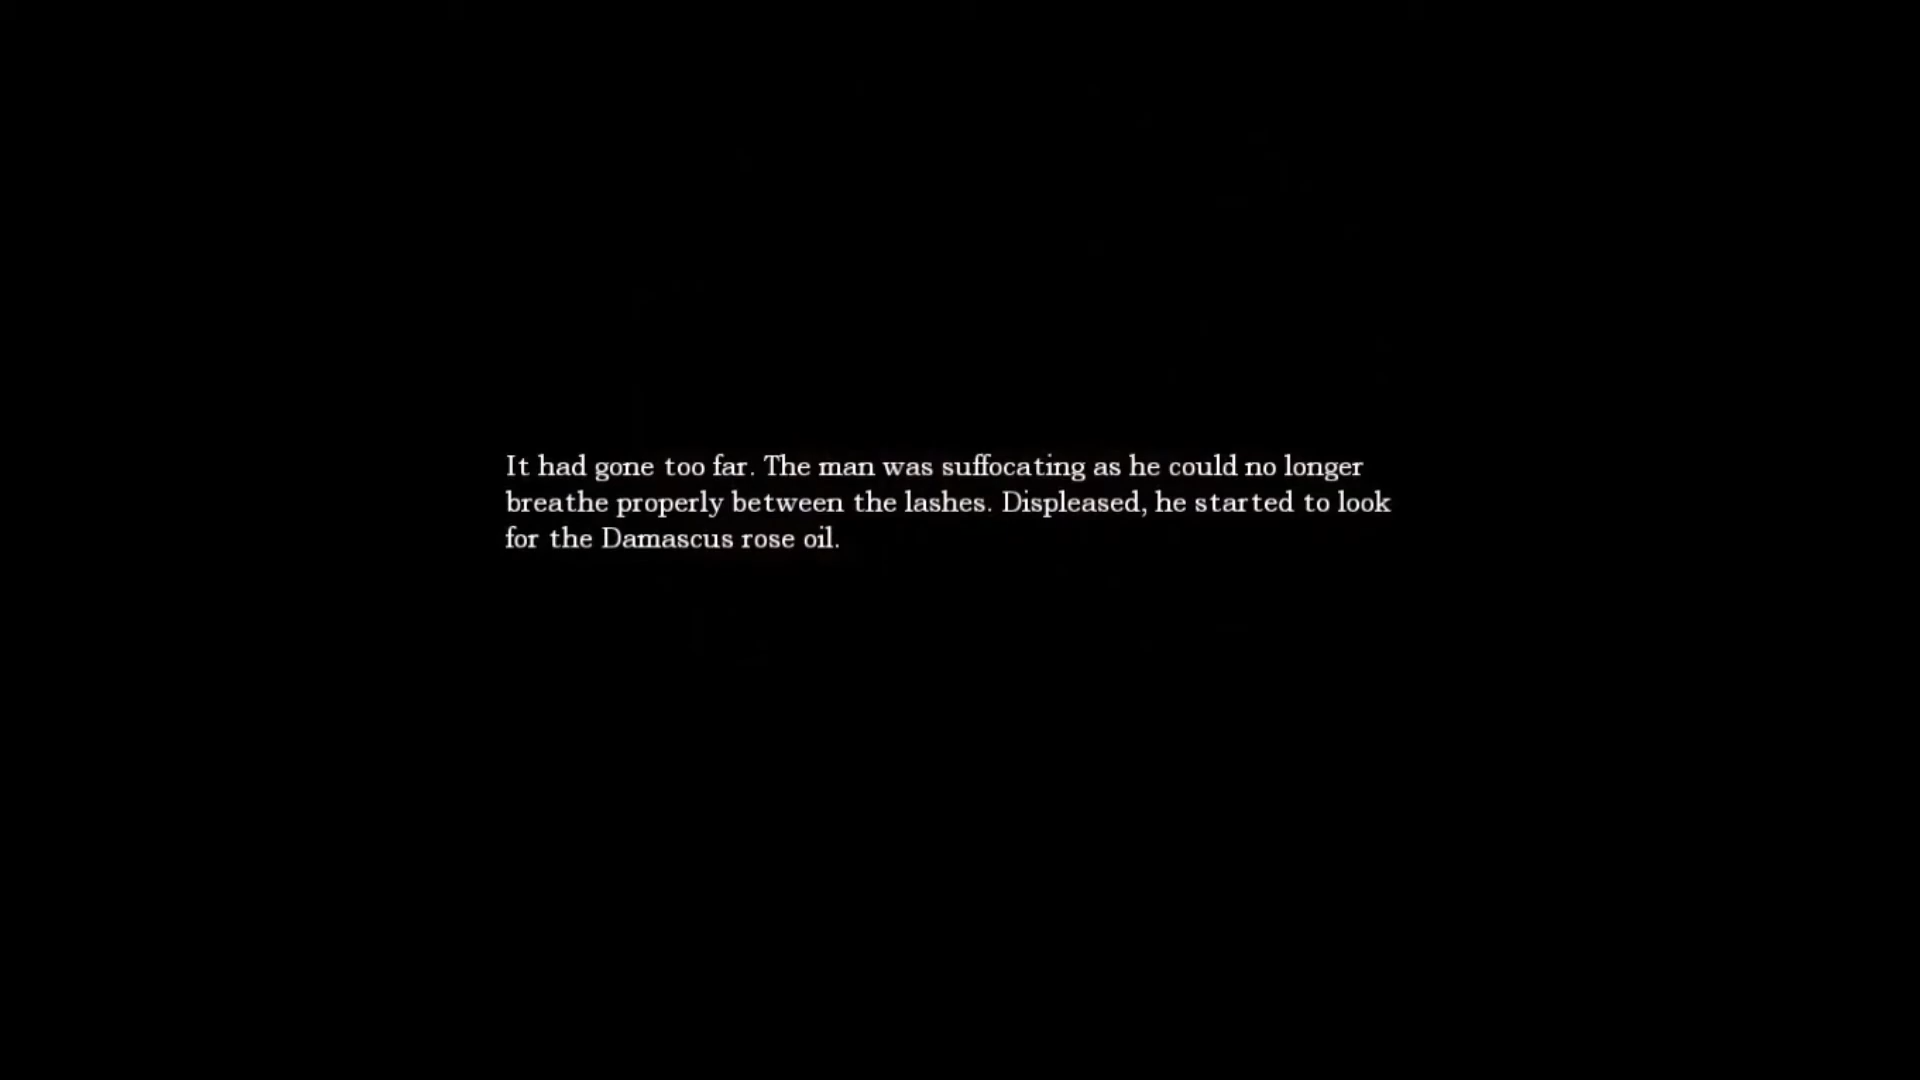 It had gone too far. The man was suffocating as he could no longer
breathe properly between the lashes. Displeased, he started to look
for the Damascus rose oil.